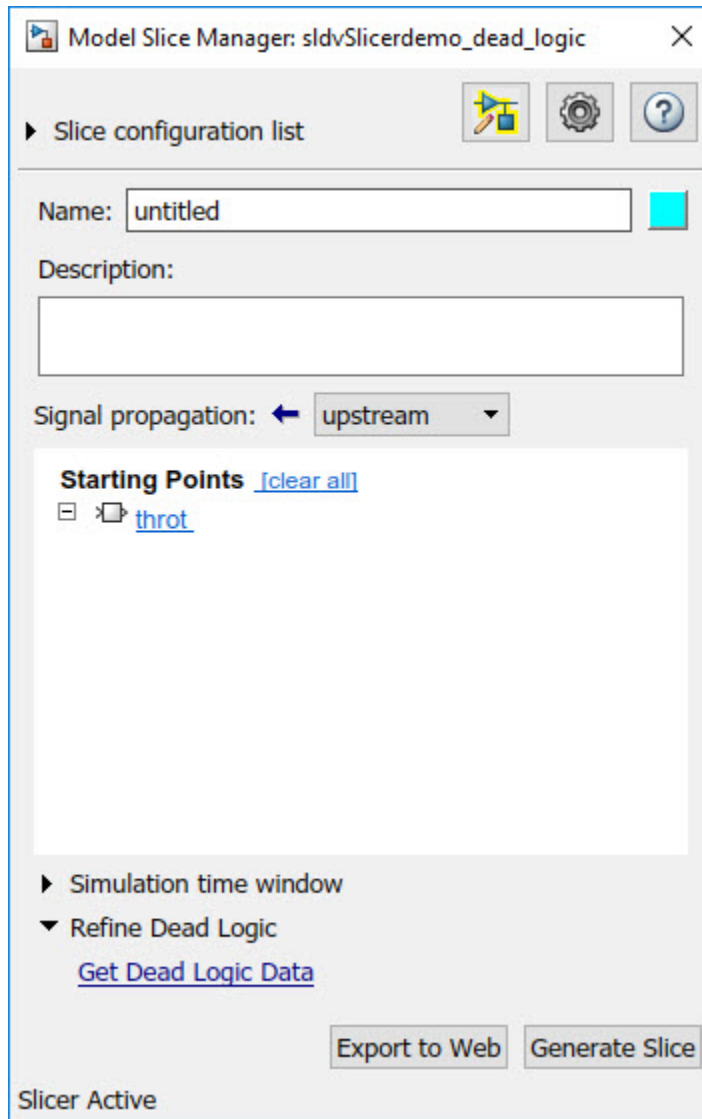 Model Slice Manager: sldvSlicerdemo_dead_logic
Slice configuration list
Name: untitled
Description:
Signal propagation: upstream
Starting Points [clear all]
throt
Simulation time window
Refine Dead Logic
Get Dead Logic Data
Export to Web Generate Slice
Slicer Active